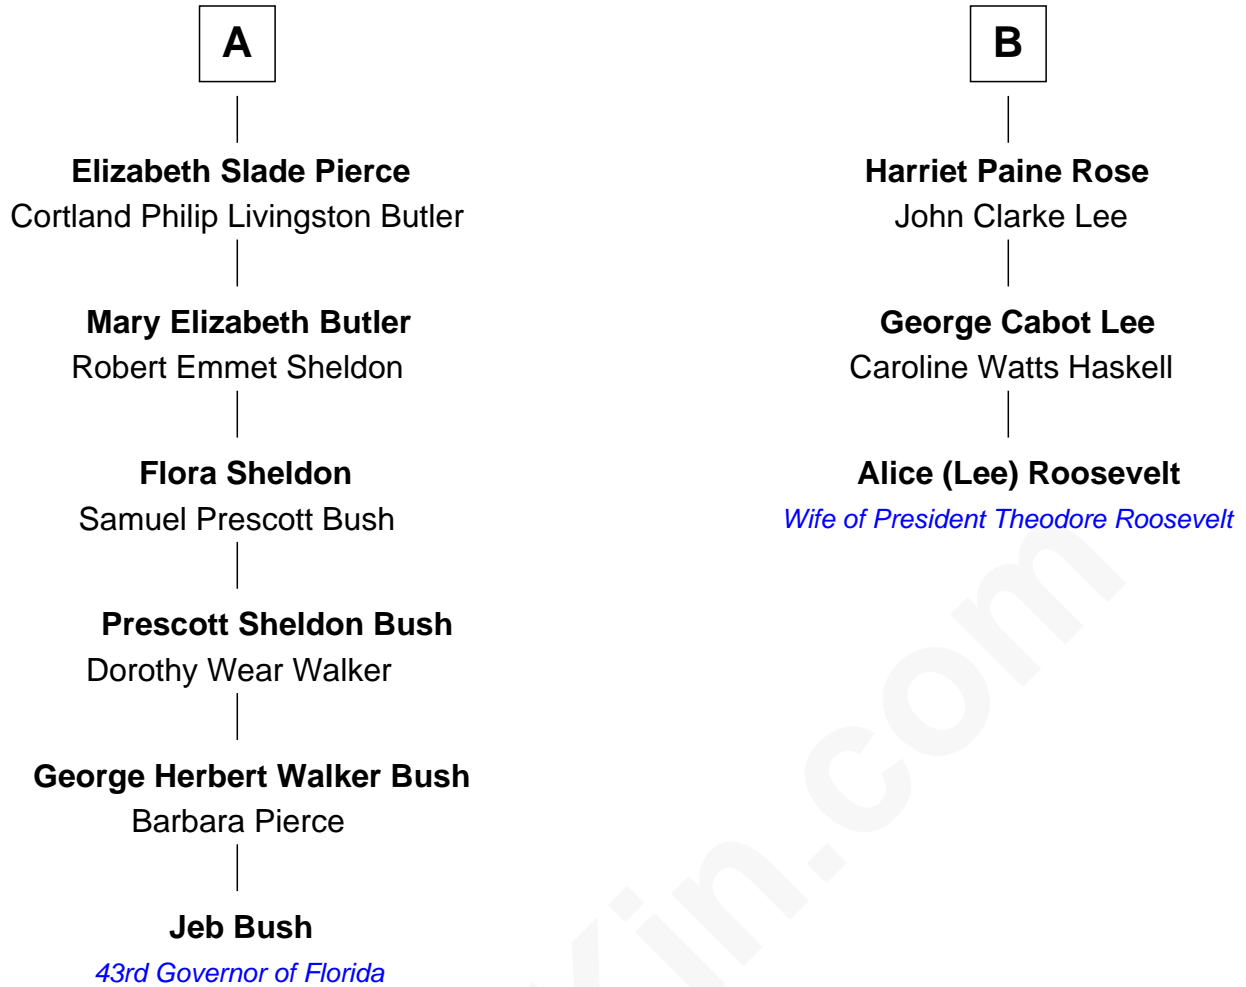 A
Elizabeth Slade Pierce
Cortland Philip Livingston Butler
Mary Elizabeth Butler
Robert Emmet Sheldon
Flora Sheldon
Samuel Prescott Bush
Prescott Sheldon Bush
Dorothy Wear Walker
George Herbert Walker Bush
Barbara Pierce
Jeb Bush
43rd Governor of Florida
B
Harriet Paine Rose
John Clarke Lee
George Cabot Lee
Caroline Watts Haskell
Alice (Lee) Roosevelt
Wife of President Theodore Roosevelt
Kin.com